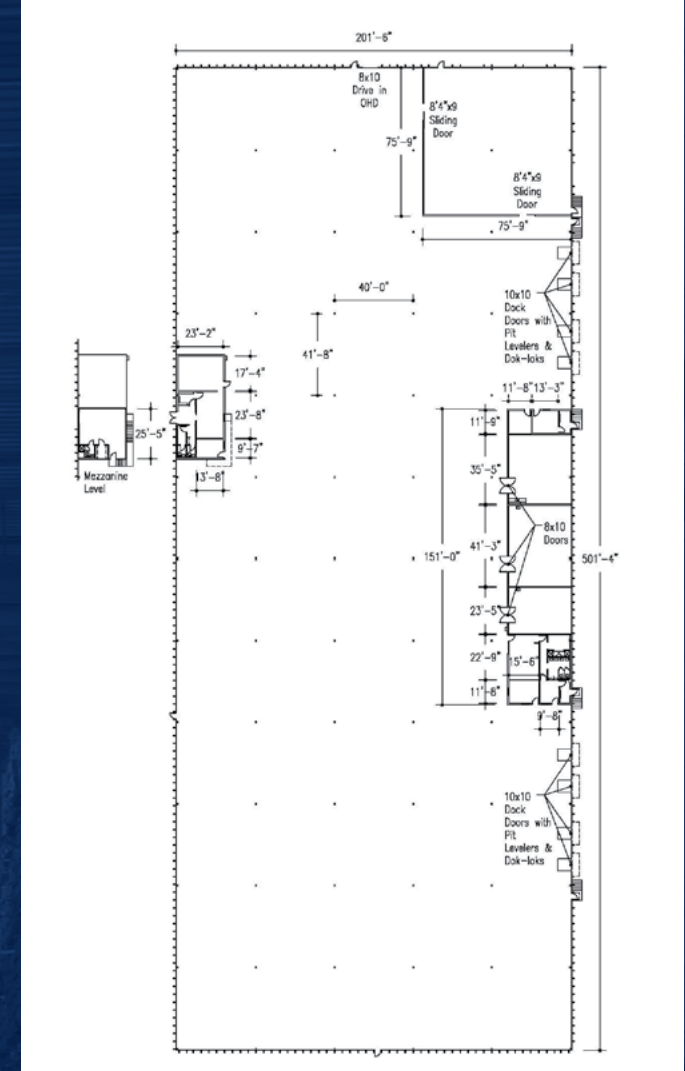 201'-6"
8x10
Drive in
OHD
8'4"x9
Sliding
Door
75'-9"
8'4"x9
Sliding
Door
75'-9"
40'-0"
10x10
Dock
Doors with
Pit
Levelers &
Dok-loks
23'-2"
41'-8"
17'-4"
11'-8"
13'-3"
23'-8"
11'-9"
25'-5"
9'-7"
Mezzanine
Level
13'-8"
35'-5"
8x10
Doors
41'-3"
151'-0"
501'-4"
23'-5"
22'-9"
15'-6"
11'-8"
9'-8"
10x10
Dock
Doors with
Pit
Levelers &
Dok-loks